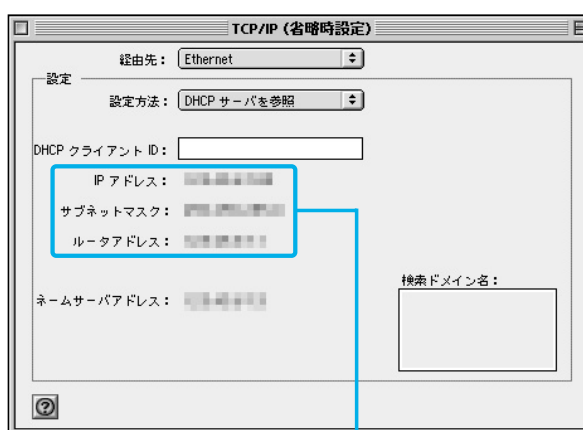 TCP/IP (省略時設定)
経由先： Ethernet
設定
設定方法： DHCP サーバを参照
DHCP クライアント ID：
IP アドレス：
サブネットマスク：
ルータアドレス：
検索ドメイン名：
ネームサーバアドレス：
?